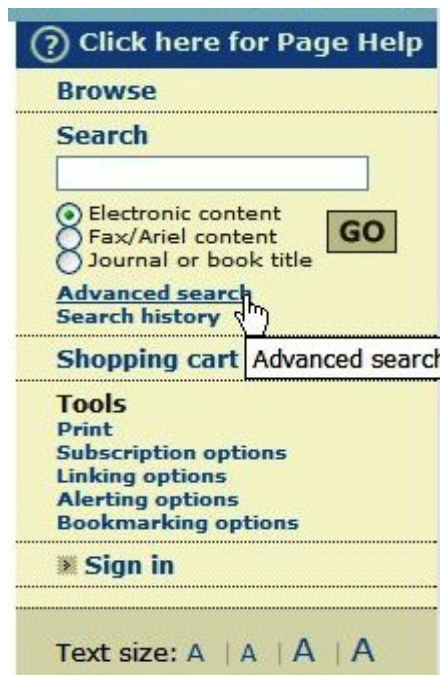 ? Click here for Page Help
Browse
Search
Electronic content
Fax/Ariel content
GO
Journal or book title
Advanced search
Search history
Shopping cart
Advanced search
Tools
Print
Subscription options
Linking options
Alerting options
Bookmarking options
Sign in
Text size: A | A | A | A